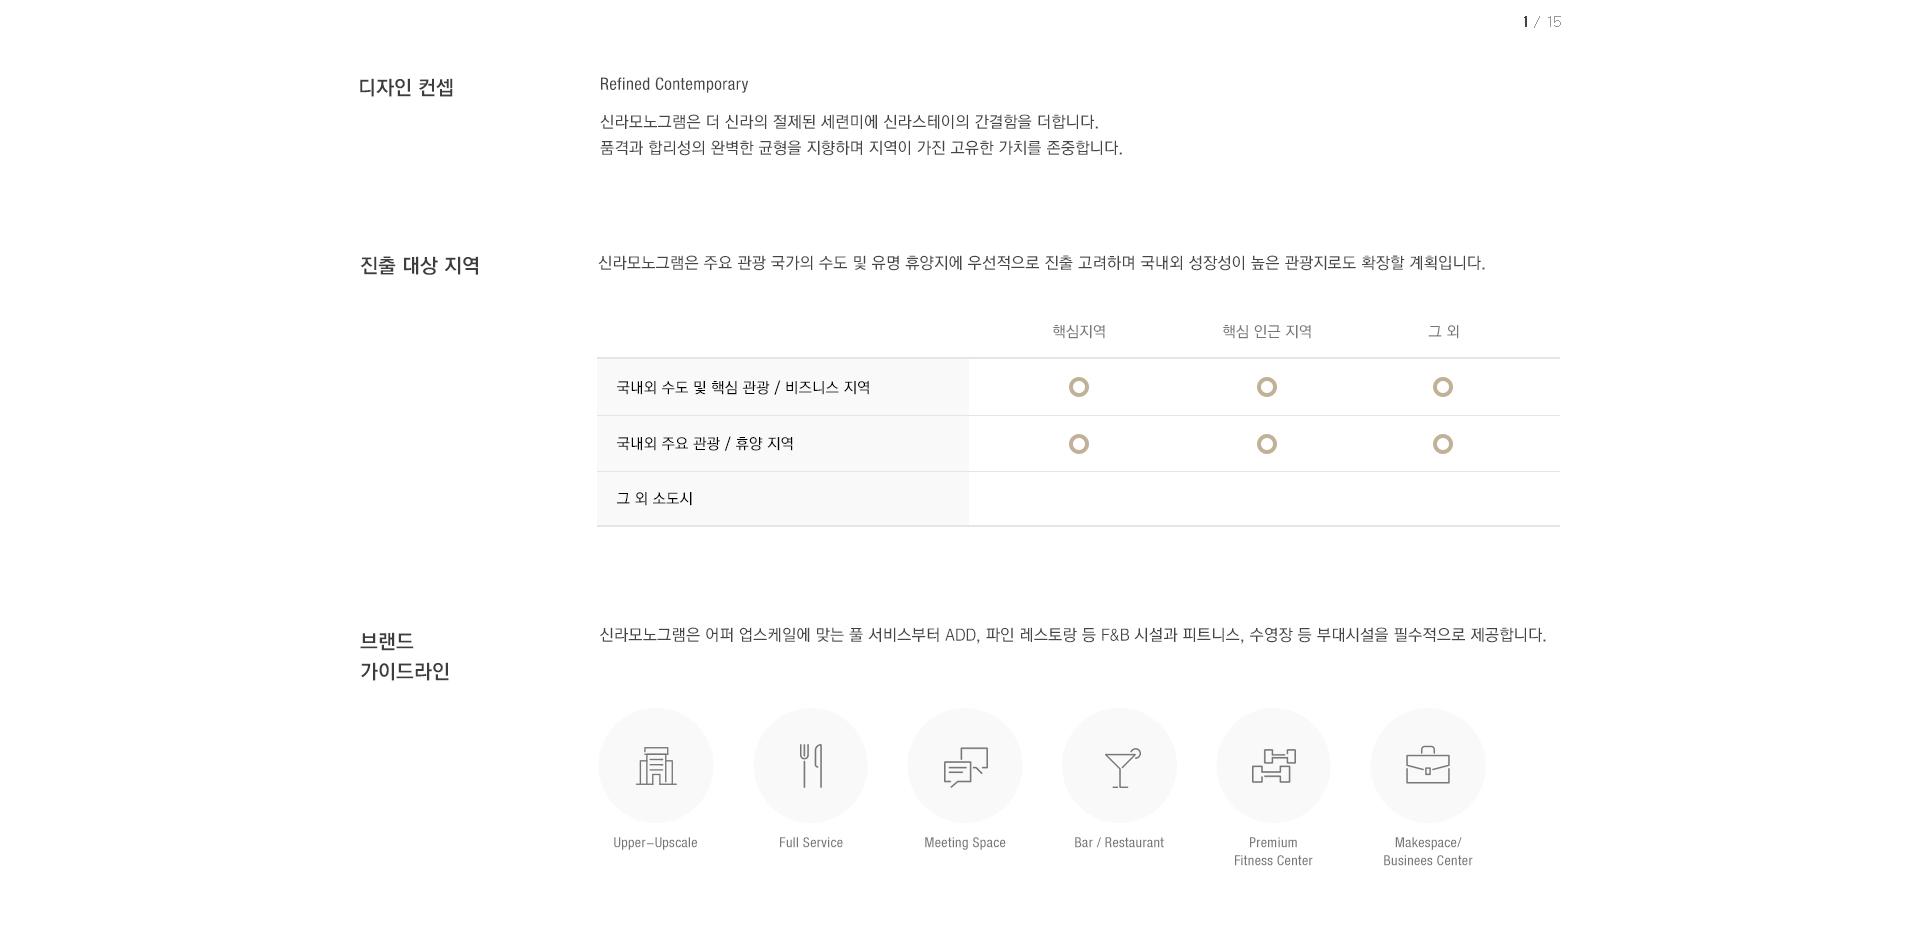 1 / 15
디자인 컨셉
Refined Contemporary
신라모노그램은 더 신라의 절제된 세련미에 신라스테이의 간결함을 더합니다.
품격과 합리성의 완벽한 균형을 지향하며 지역이 가진 고유한 가치를 존중합니다.
진출 대상 지역
신라모노그램은 주요 관광 국가의 수도 및 유명 휴양지에 우선적으로 진출 고려하며 국내외 성장성이 높은 관광지로도 확장할 계획입니다.
핵심지역 핵심 인근 지역 그 외
국내외 수도 및 핵심 관광 / 비즈니스 지역
국내외 주요 관광 / 휴양 지역
그 외 소도시
브랜드
가이드라인
신라모노그램은 어퍼 업스케일에 맞는 풀 서비스부터 ADD, 파인 레스토랑 등 F&B 시설과 피트니스, 수영장 등 부대시설을 필수적으로 제공합니다.
Upper-Upscale
Full Service
Meeting Space
Bar / Restaurant
Premium
Fitness Center
Makespace/
Businees Center